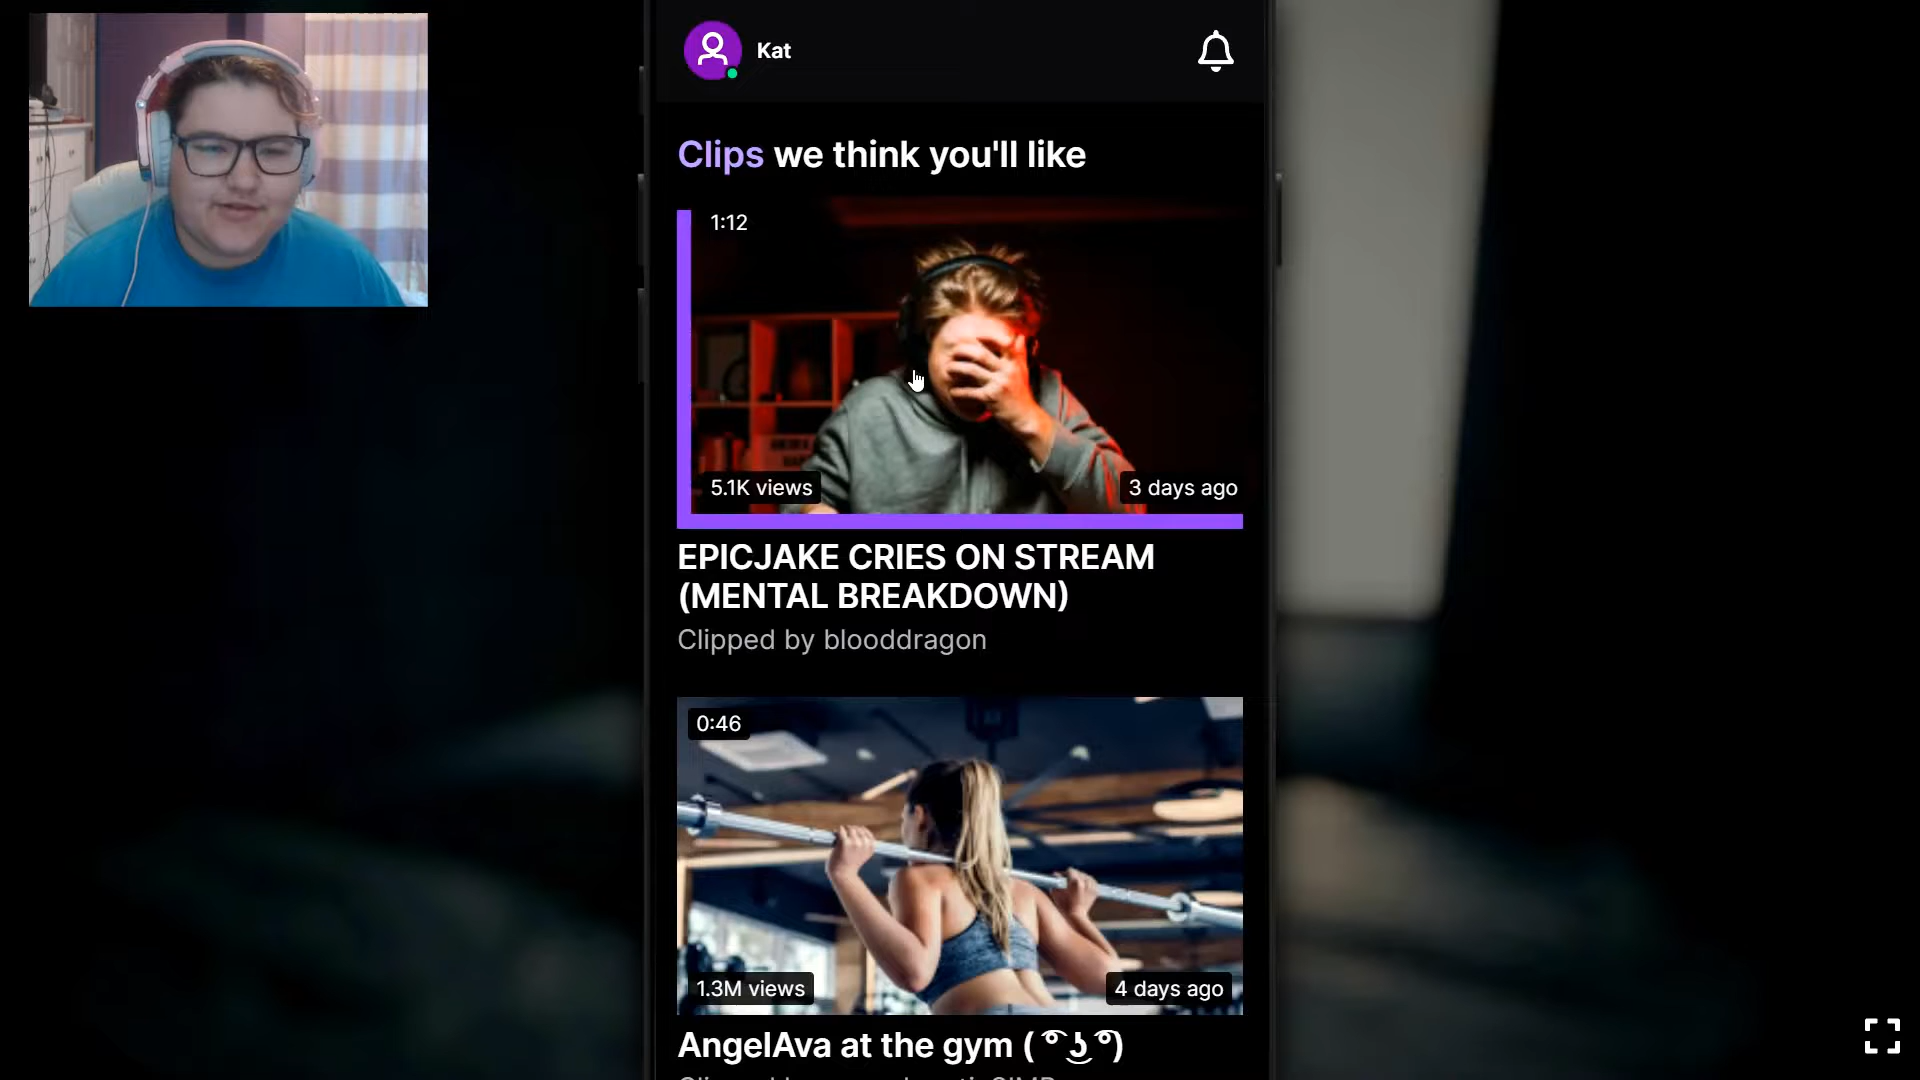 Kat
Clips we think you'll like
1:12
5.1K views
3 days ago
EPICJAKE CRIES ON STREAM
(MENTAL BREAKDOWN)
Clipped by blooddragon
0:46
1.3M views
4 days ago
AngelAva at the gym ( ͡° ͜ʖ ͡°)